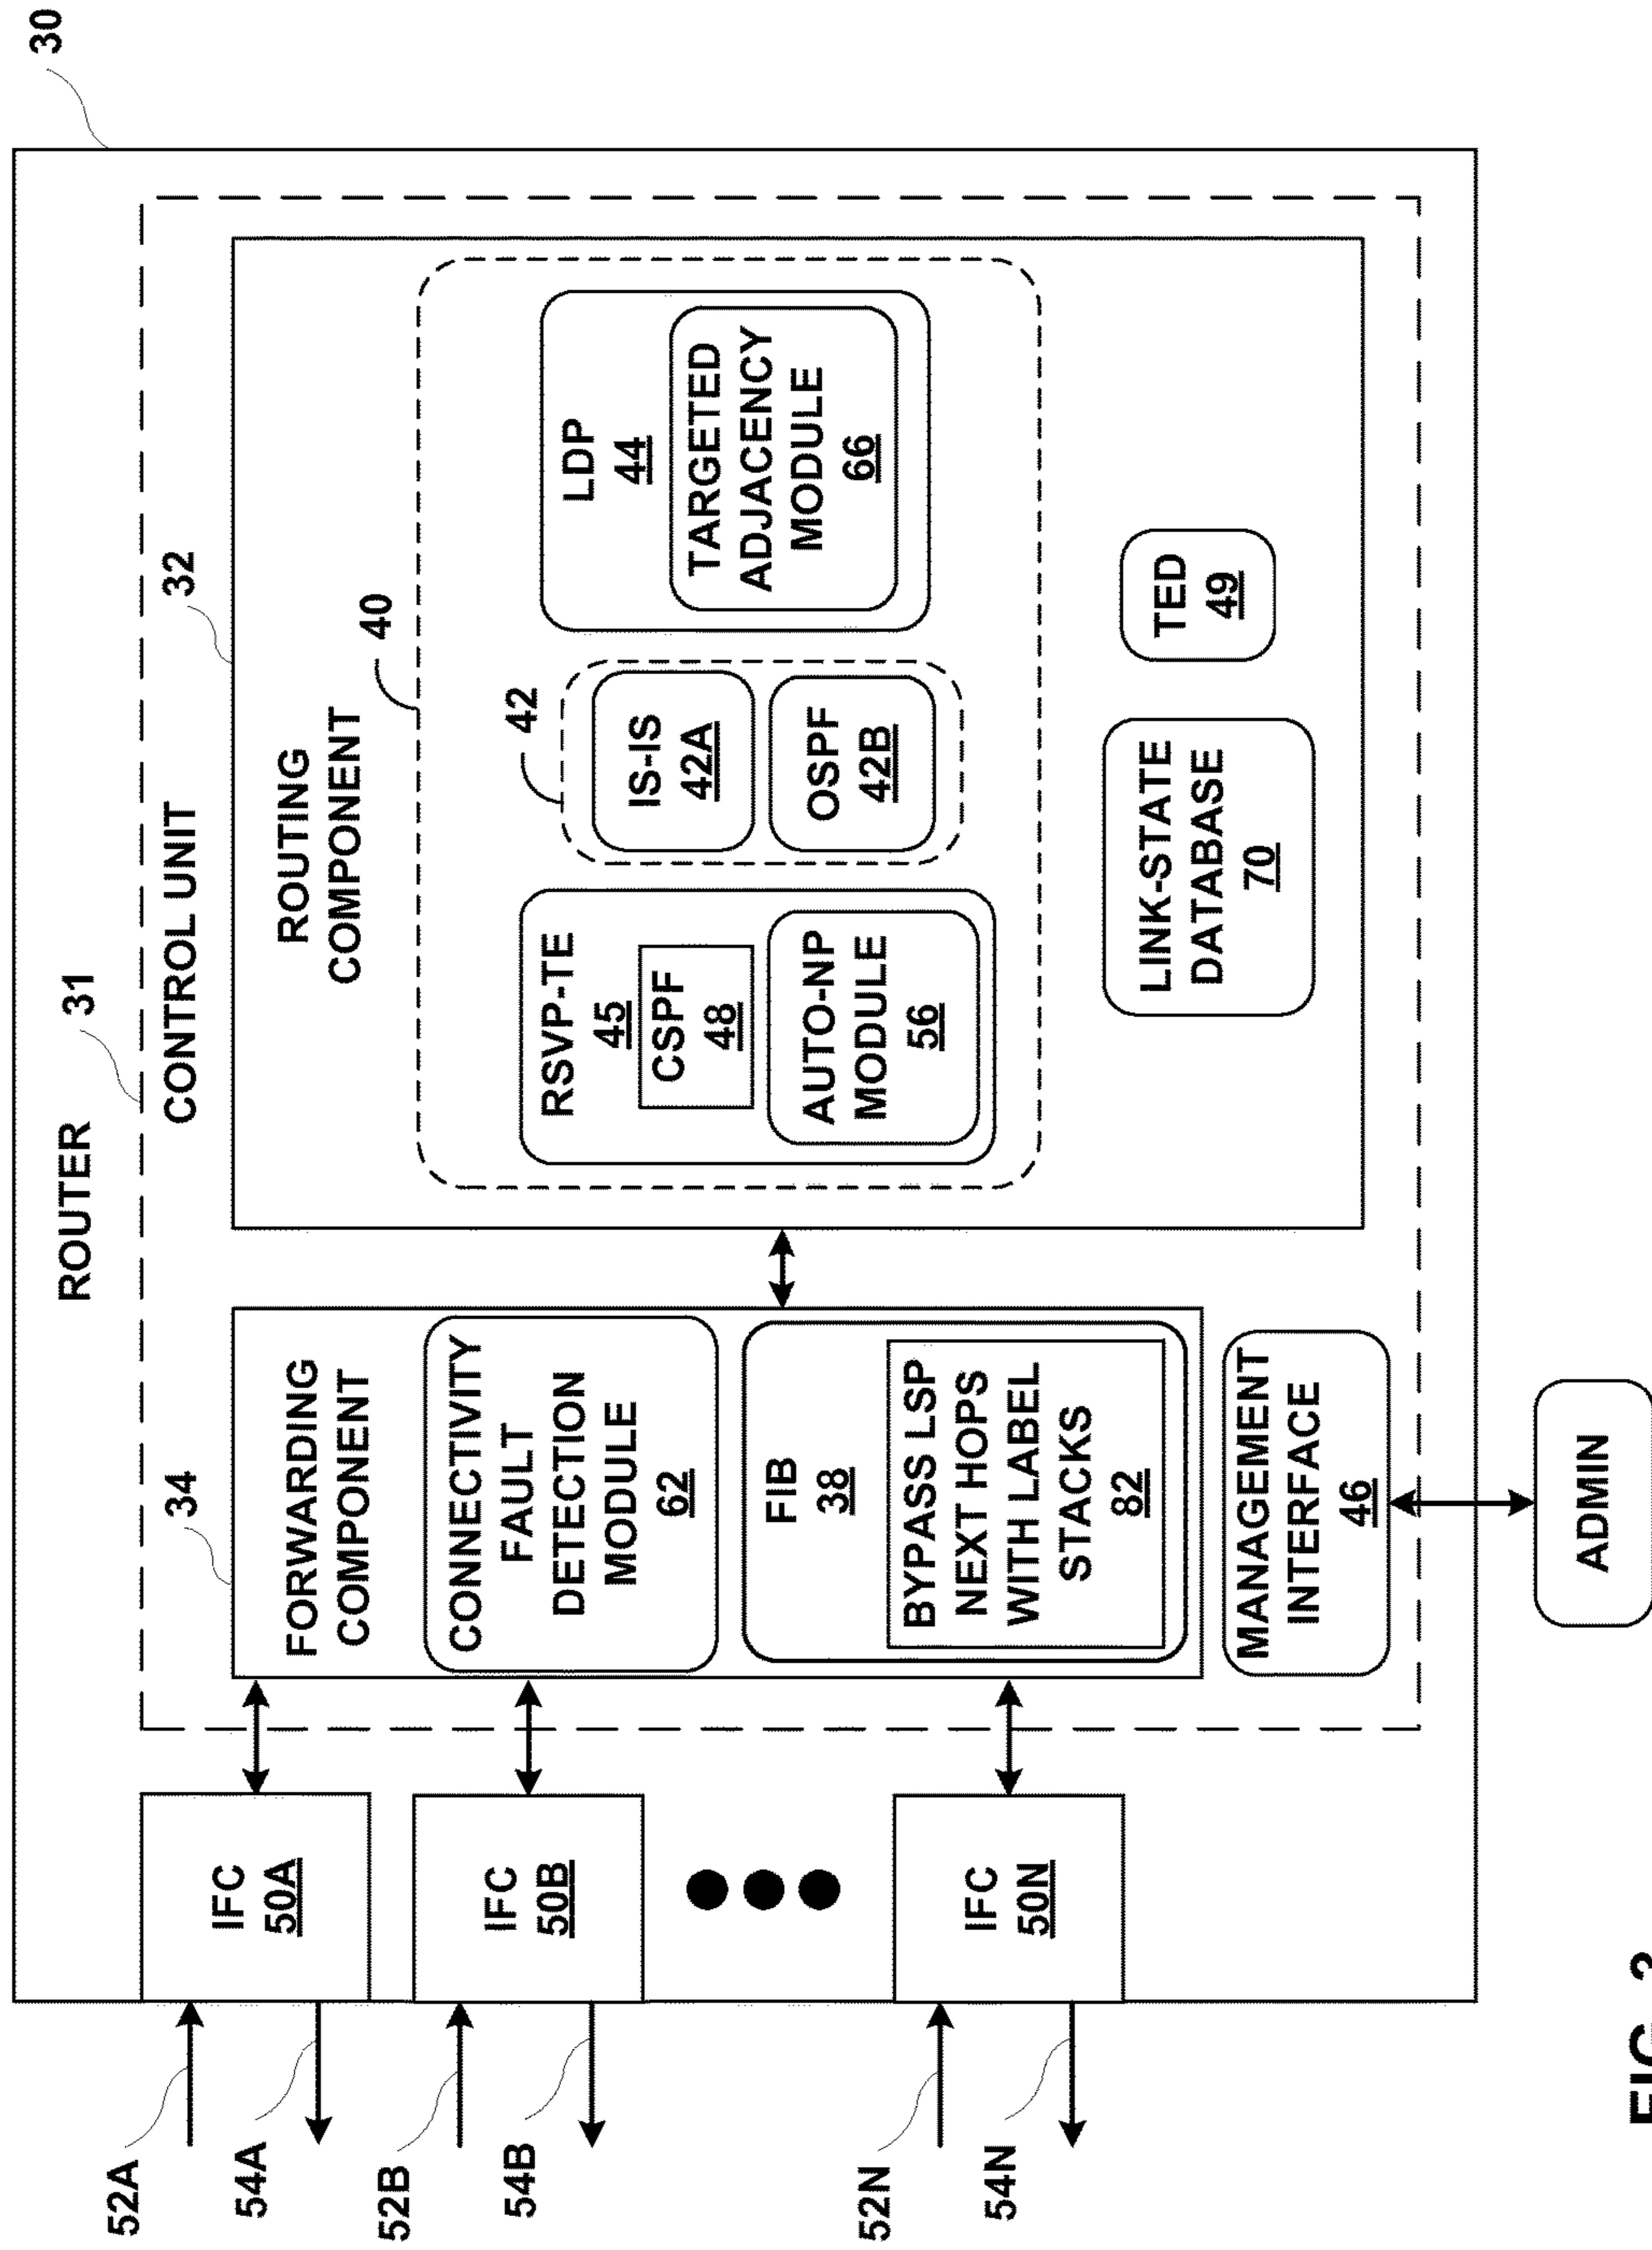 30
ROUTER
31
CONTROL UNIT
32
34
FORWARDING
COMPONENT
CONNECTIVITY
FAULT
DETECTION
MODULE
62
FIB
38
BYPASS LSP
NEXT HOPS
WITH LABEL
STACKS
82
MANAGEMENT
INTERFACE
46
ADMIN
ROUTING
COMPONENT
40
RSVP-TE
45
CSPF
48
AUTO-NP
MODULE
56
42
IS-IS
42A
OSPF
42B
LDP
44
TARGETED
ADJACENCY
MODULE
66
LINK-STATE
DATABASE
70
TED
49
52A
54A
IFC
50A
52B
54B
IFC
50B
52N
54N
IFC
50N
FIG.